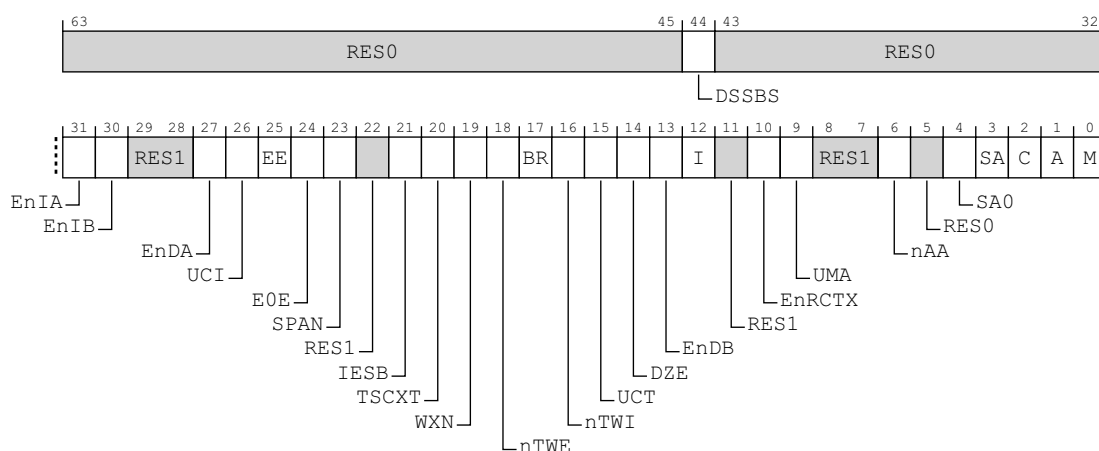 63 45 44 43 32
RES0 RES0
DSSBS
31 30 29 28 27 26 25 24 23 22 21 20 19 18 17 16 15 14 13 12 11 10 9 8 7 6 5 4 3 2 1 0
RES1 EE BR I RES1 SA C A M
EnIA SA0
EnIB RES0
EnDA nAA
UCI UMA
E0E EnRCTX
SPAN RES1
RES1 EnDB
IESB DZE
TSCXT UCT
WXN nTWI
nTWE